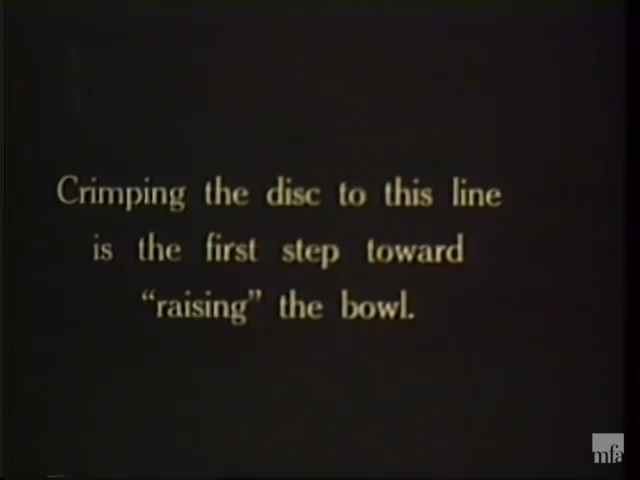 Crimping the disc to this line
is the first step toward
“raising” the bowl.
mfa